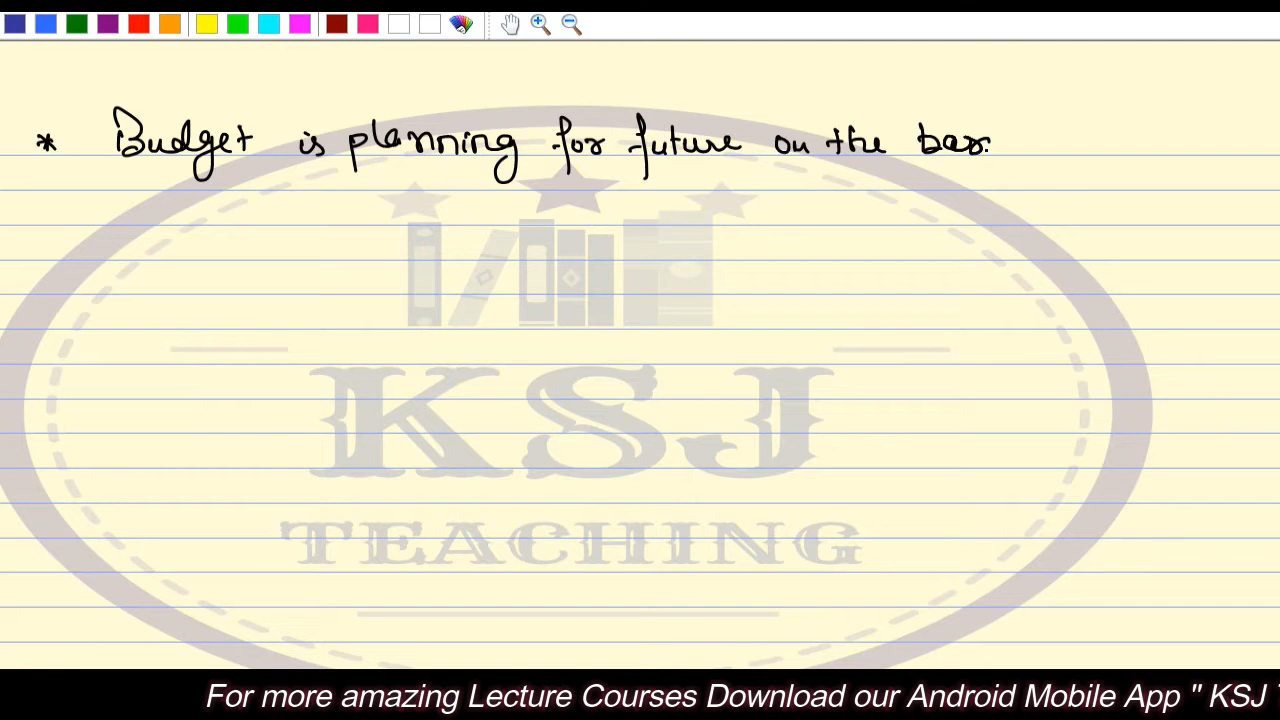 * Budget is planning for future on the bas
KSJ
TEACHING
For more amazing Lecture Courses Download our Android Mobile App " KSJ